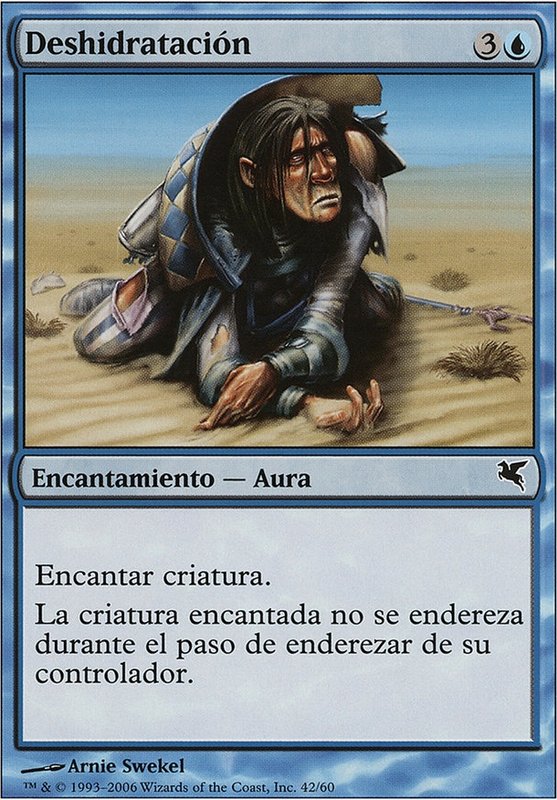 Deshidratación 3
Encantamiento — Aura
Encantar criatura.
La criatura encantada no se endereza
durante el paso de enderezar de su
controlador.
Arnie Swekel
™ & © 1993–2006 Wizards of the Coast, Inc. 42/60